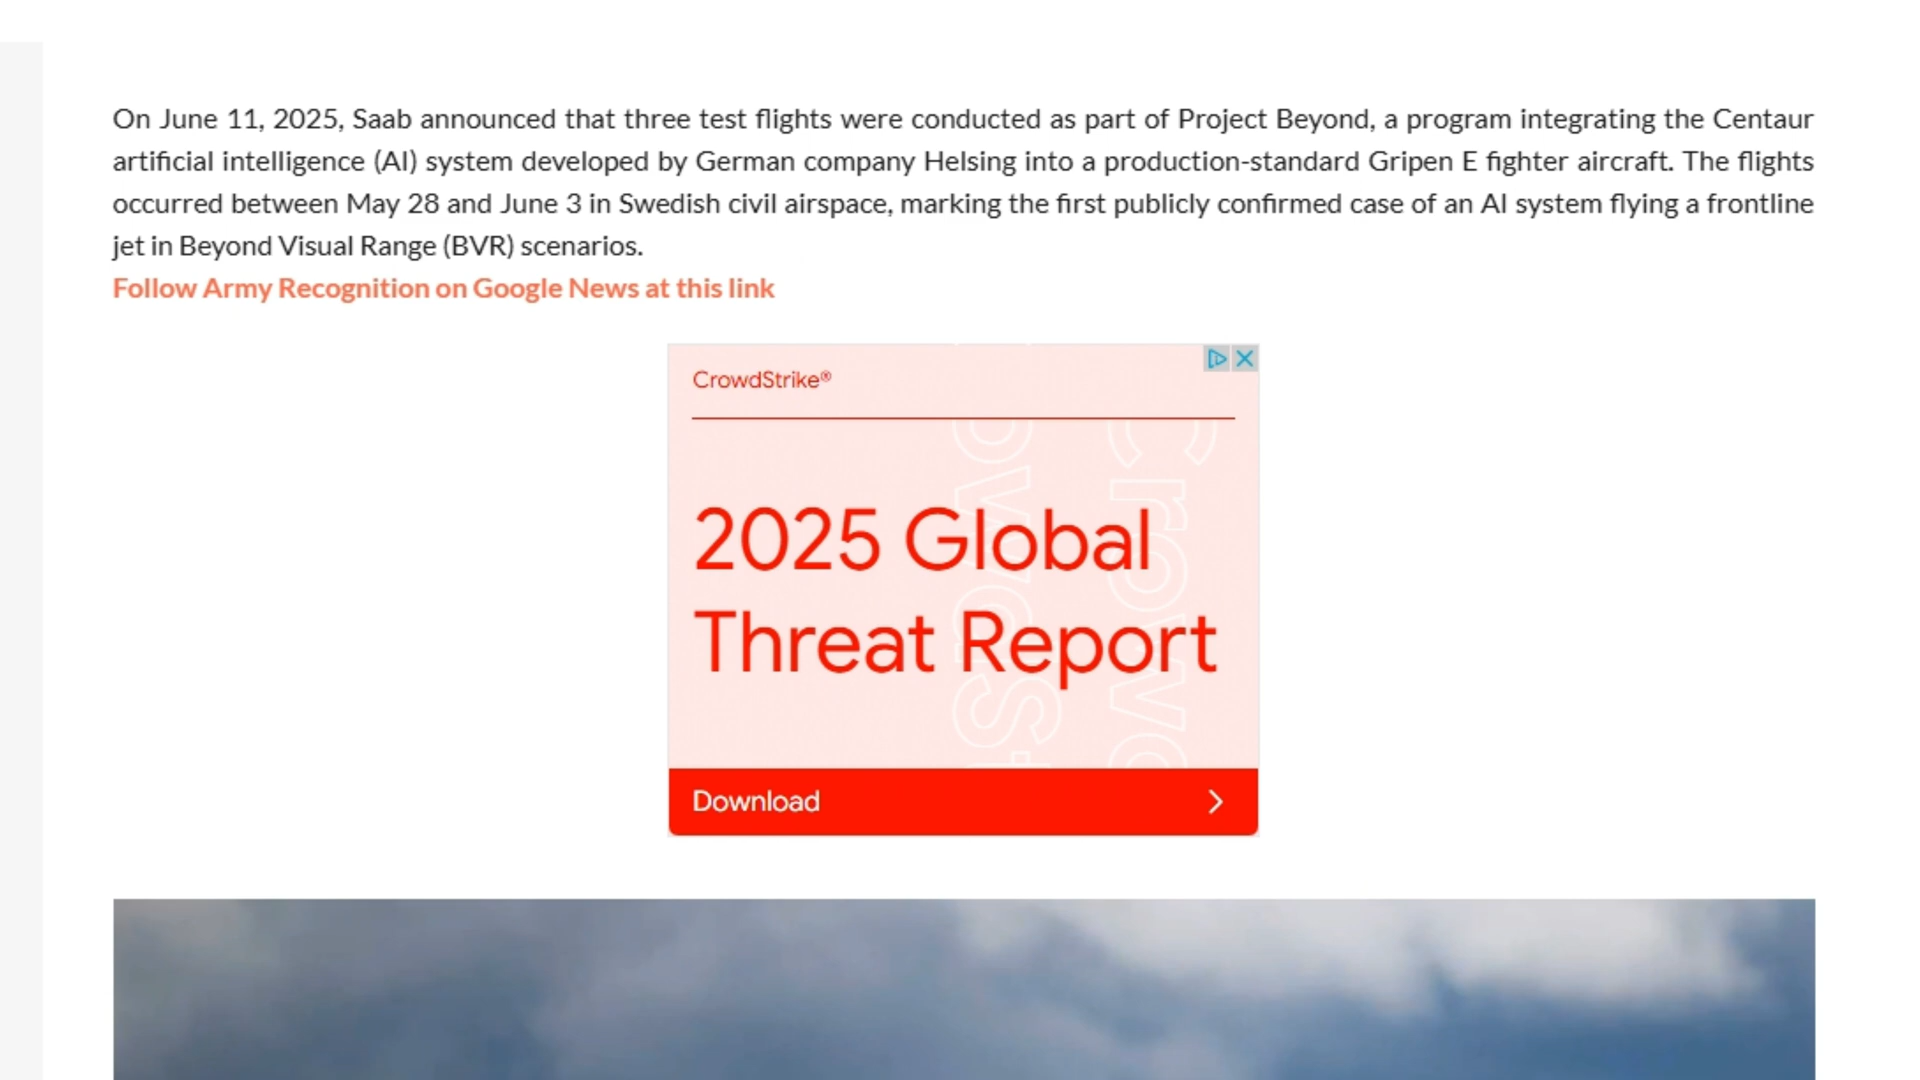 On June 11, 2025, Saab announced that three test flights were conducted as part of Project Beyond, a program integrating the Centaur
artificial intelligence (AI) system developed by German company Helsing into a production-standard Gripen E fighter aircraft. The flights
occurred between May 28 and June 3 in Swedish civil airspace, marking the first publicly confirmed case of an AI system flying a frontline
jet in Beyond Visual Range (BVR) scenarios.
Follow Army Recognition on Google News at this link
CrowdStrike®
2025 Global
Threat Report
Download